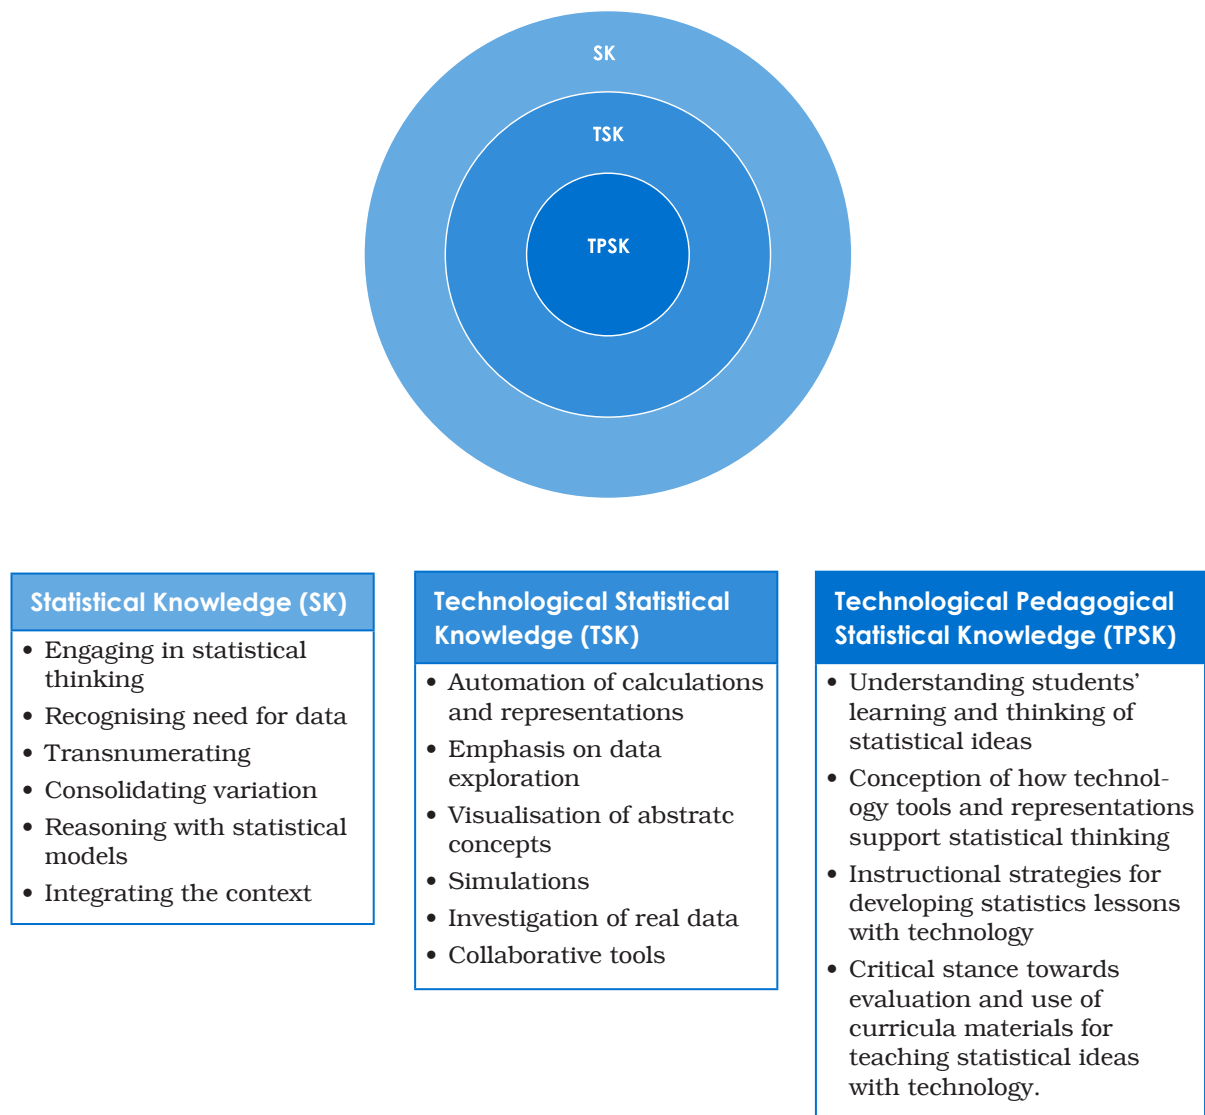 SK
TSK
TPSK
Statistical Knowledge (SK)
• Engaging in statistical
thinking
• Recognising need for data
• Transnumerating
• Consolidating variation
• Reasoning with statistical
models
• Integrating the context
Technological Statistical
Knowledge (TSK)
• Automation of calculations
and representations
• Emphasis on data
exploration
• Visualisation of abstratc
concepts
• Simulations
• Investigation of real data
• Collaborative tools
Technological Pedagogical
Statistical Knowledge (TPSK)
• Understanding students’
learning and thinking of
statistical ideas
• Conception of how technol-
ogy tools and representations
support statistical thinking
• Instructional strategies for
developing statistics lessons
with technology
• Critical stance towards
evaluation and use of
curricula materials for
teaching statistical ideas
with technology.